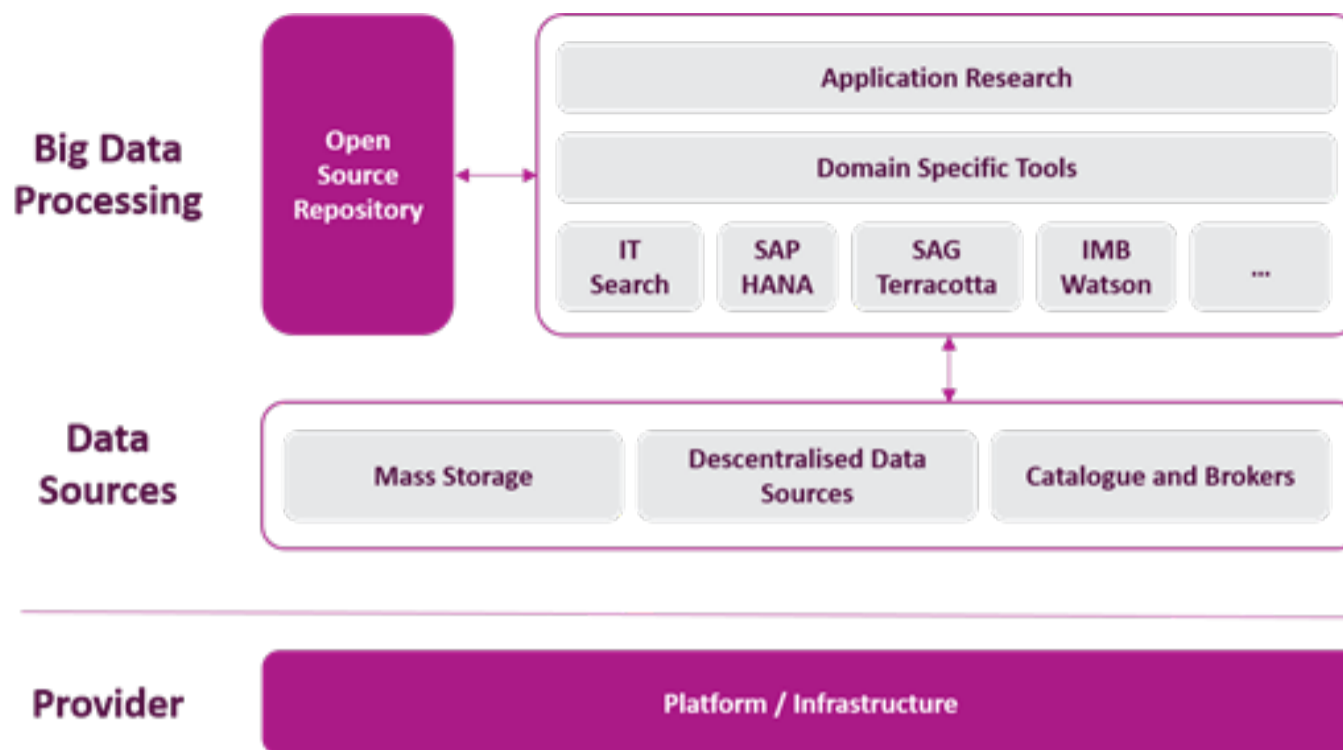 Big Data
Processing
Open
Source
Repository
Application Research
Domain Specific Tools
IT
Search
SAP
HANA
SAG
Terracotta
IMB
Watson
...
Data
Sources
Mass Storage
Descentralised Data
Sources
Catalogue and Brokers
Provider
Platform / Infrastructure